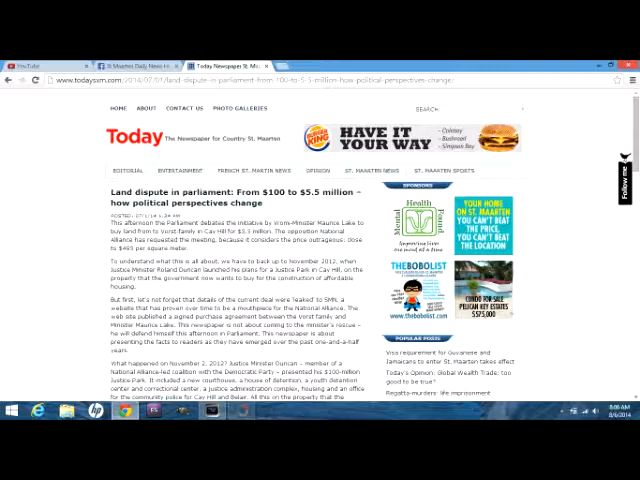 YouTube
St Maarten Daily News H
Today Newspaper St. M
www.todaysxm.com/2014/07/01/land-dispute-in-parliament-from-100-to-5-5-million-how-political-perspectives-change/
HOME ABOUT CONTACT US PHOTO GALLERIES
SEARCH
Today The Newspaper for Country St. Maarten
BURGER KING
HAVE IT YOUR WAY
- Colebay
- Bushroad
- Simpson Bay
EDITORIAL ENTERTAINMENT FRENCH ST. MARTIN NEWS OPINION ST. MAARTEN NEWS ST. MAARTEN SPORTS
Follow me
Land dispute in parliament: From $100 to $5.5 million –
how political perspectives change
POSTED: 07/1/14
This afternoon the Parliament debates the initiative by Vromi-Minister Maurice Lake to
buy land from to Vorst-family in Cay Hill for $5.5 million. The opposition National
Alliance has requested the meeting, because it considers the price outrageous: close
to $495 per square meter.
To understand what this is all about, we have to back up to November 2012, when
Justice Minister Roland Duncan launched his plans for a Justice Park in Cay Hill, on the
property that the government now wants to buy for the construction of affordable
housing.
But first, let's not forget that details of the current deal were 'leaked' to SMN, a
website that has proven over time to be a mouthpiece for the National Alliance. The
web site published a signed purchase agreement between the Vorst family and
Minister Maurice Lake. This newspaper is not about coming to the minister's rescue –
he will defend himself this afternoon in Parliament. This newspaper is about
presenting the facts to readers as they have emerged over the past one-and-a-half
years.
What happened on November 2, 2012? Justice Minister Duncan – member of a
National Alliance-led coalition with the Democratic Party – presented his $100-million
Justice Park. It included a new courthouse, a house of detention, a youth detention
center and correctional center, a justice administration complex, housing and an office
for the community police for Cay Hill and Belair. All this on the property that the
SPONSORS
Mental Health Foundation
YOUR HOME
ON ST. MAARTEN
YOU CAN'T BEAT
THE PRICE,
YOU CAN'T BEAT
THE LOCATION
THEBOBOLIST
www.thebobolist.com
CONDO FOR SALE
PELICAN KEY ESTATES
$575,000
POPULAR POSTS
Visa requirement for Guyanese and
Jamaicans to enter St. Maarten takes effect
Today's Opinion: Global Wealth Trade: too
good to be true?
Regatta-murders: life imprisonment
8:06 AM
8/6/2014